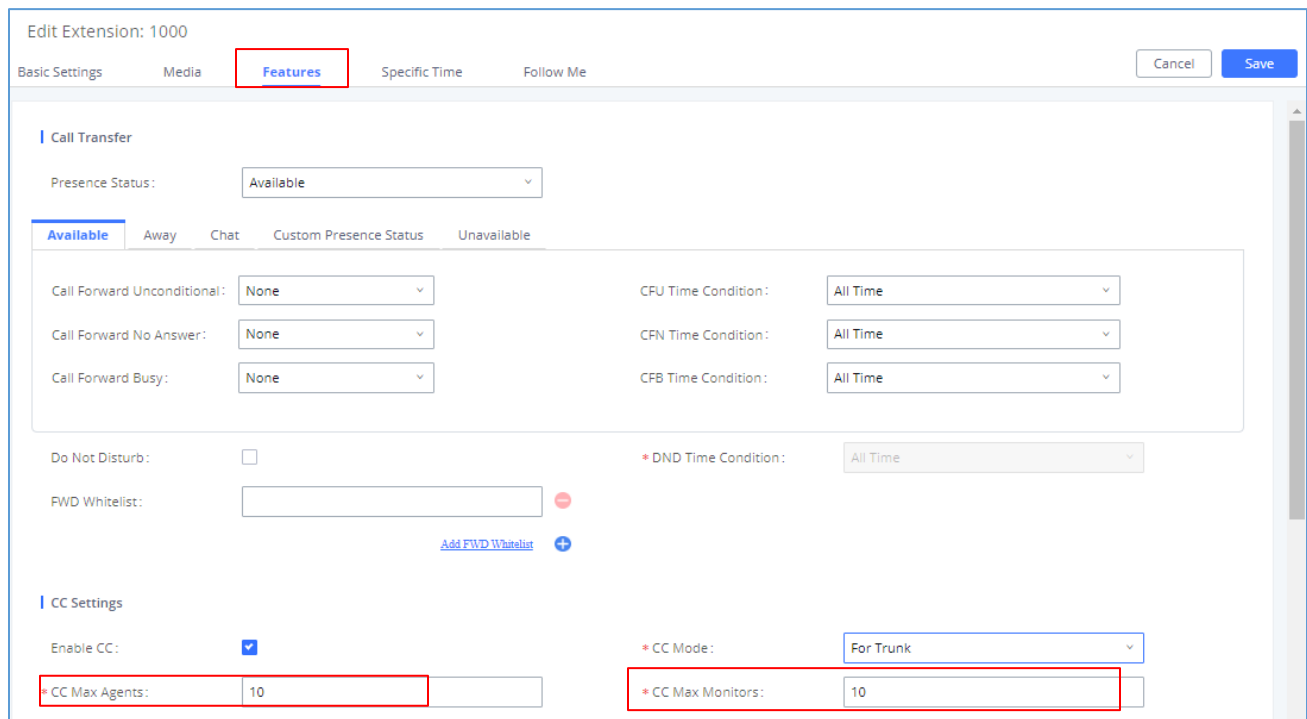 Edit Extension: 1000
Basic Settings Media Features Specific Time Follow Me Cancel Save
Call Transfer
Presence Status: Available
Available Away Chat Custom Presence Status Unavailable
Call Forward Unconditional: None CFU Time Condition: All Time
Call Forward No Answer: None CFN Time Condition: All Time
Call Forward Busy: None CFB Time Condition: All Time
Do Not Disturb: * DND Time Condition: All Time
FWD Whitelist:
Add FWD Whitelist
CC Settings
Enable CC: * CC Mode: For Trunk
* CC Max Agents: 10 * CC Max Monitors: 10